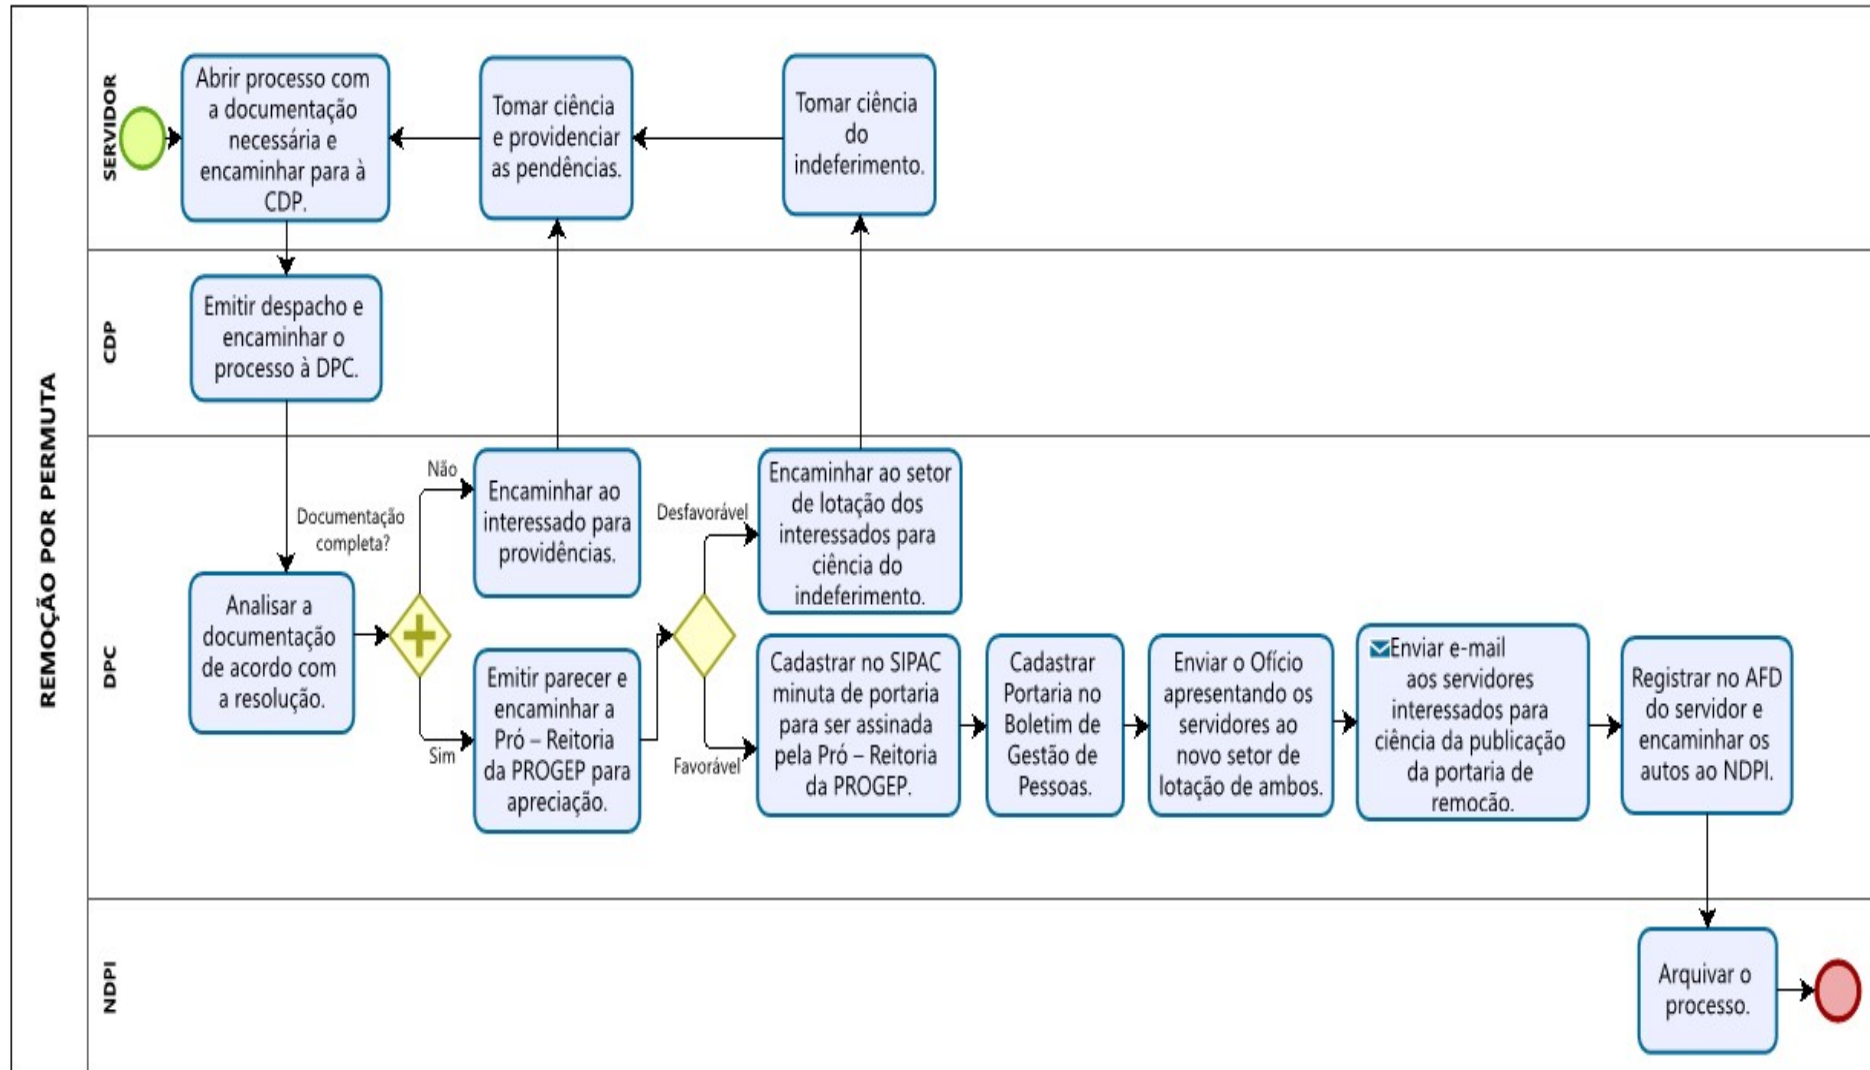 REMOÇÃO POR PERMUTA
SERVIDOR
Abrir processo com
a documentação
necessária e
encaminhar para à
CDP.
Tomar ciência
e providenciar
as pendências.
Tomar ciência
do
indeferimento.
CDP
Emitir despacho e
encaminhar o
processo à DPC.
DPC
Analisar a
documentação
de acordo com
a resolução.
Documentação
completa?
Não
Encaminhar ao
interessado para
providências.
Sim
Emitir parecer e
encaminhar a
Pró – Reitoria
da PROGEP para
apreciação.
Desfavorável
Encaminhar ao setor
de lotação dos
interessados para
ciência do
indeferimento.
Favorável
Cadastrar no SIPAC
minuta de portaria
para ser assinada
pela Pró – Reitoria
da PROGEP.
Cadastrar
Portaria no
Boletim de
Gestão de
Pessoas.
Enviar o Ofício
apresentando os
servidores ao
novo setor de
lotação de ambos.
Enviar e-mail
aos servidores
interessados para
ciência da publicação
da portaria de
remoção.
Registrar no AFD
do servidor e
encaminhar os
autos ao NDPI.
NDPI
Arquivar o
processo.